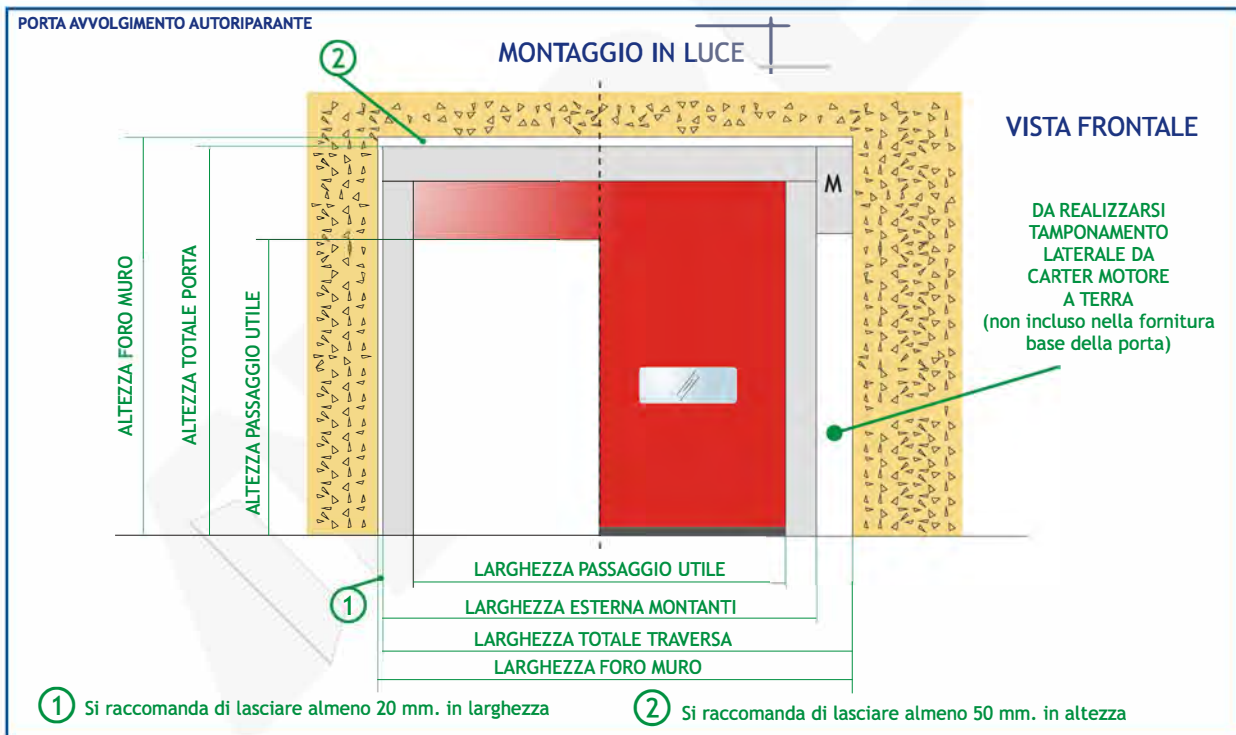 PORTA AVVOLGIMENTO AUTORIPARANTE
MONTAGGIO IN LUCE
2
VISTA FRONTALE
M
DA REALIZZARSI
TAMPONAMENTO
LATERALE DA
CARTER MOTORE
A TERRA
(non incluso nella fornitura
base della porta)
ALTEZZA FORO MURO
ALTEZZA TOTALE PORTA
ALTEZZA PASSAGGIO UTILE
LARGHEZZA PASSAGGIO UTILE
1
LARGHEZZA ESTERNA MONTANTI
LARGHEZZA TOTALE TRAVERSA
LARGHEZZA FORO MURO
1 Si raccomanda di lasciare almeno 20 mm. in larghezza
2 Si raccomanda di lasciare almeno 50 mm. in altezza